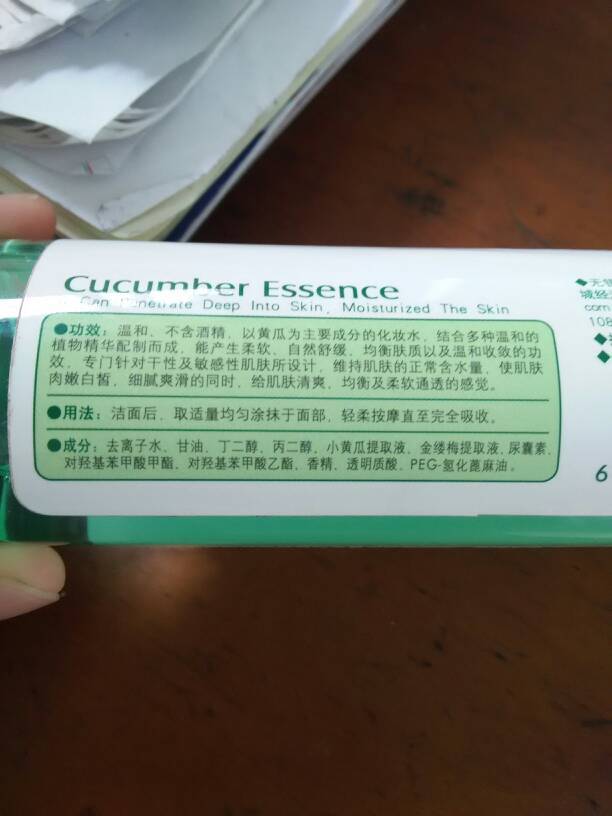 Cucumber Essence
Can Penetrate Deep Into Skin, Moisturized The Skin
●功效：温和、不含酒精，以黄瓜为主要成分的化妆水，结合多种温和的
植物精华配制而成，能产生柔软、自然舒缓，均衡肤质以及温和收敛的功
效，专门针对干性及敏感性肌肤所设计，维持肌肤的正常含水量，使肌肤
肉嫩白皙，细腻爽滑的同时，给肌肤清爽，均衡及柔软通透的感觉。
●用法：洁面后，取适量均匀涂抹于面部，轻柔按摩直至完全吸收。
●成分：去离子水、甘油、丁二醇、丙二醇、小黄瓜提取液、金缕梅提取液、尿囊素、
对羟基苯甲酸甲酯、对羟基苯甲酸乙酯、香精、透明质酸、PEG-氢化蓖麻油。
◆无
域经
com
108
◆
◆
6